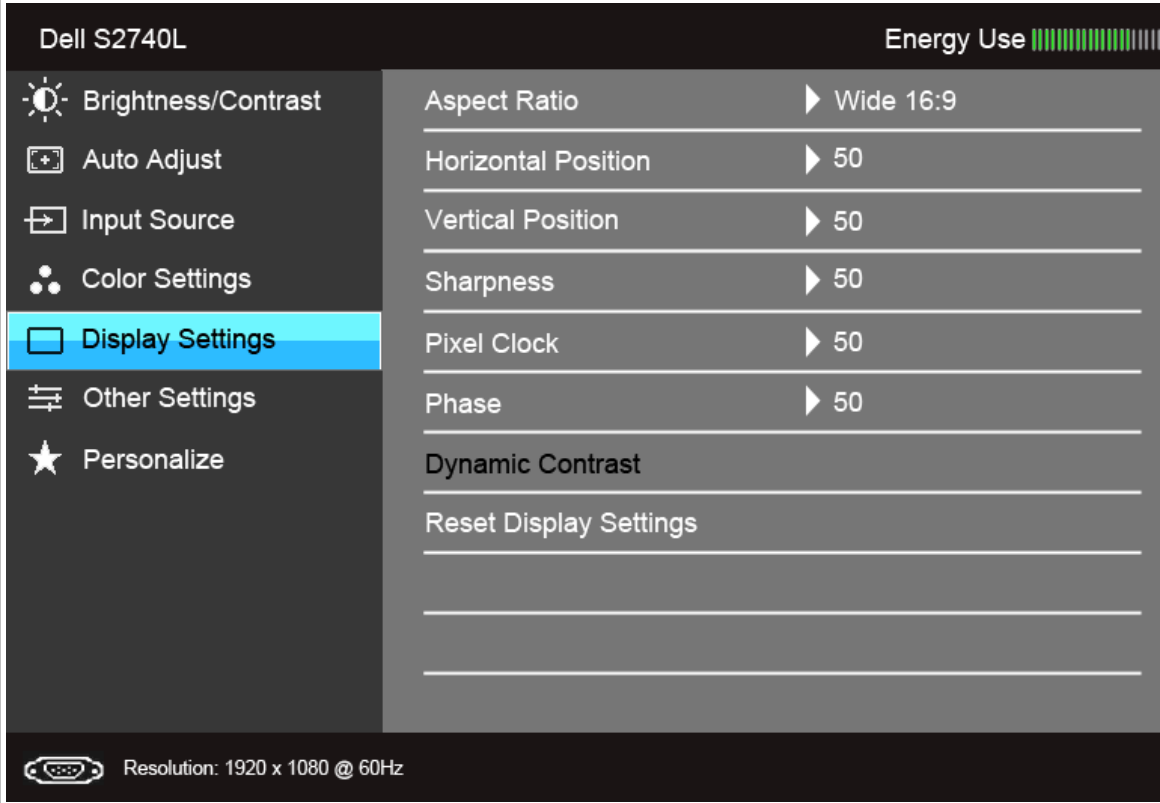 Dell S2740L
Energy Use
Brightness/Contrast
Auto Adjust
Input Source
Color Settings
Display Settings
Other Settings
Personalize
Aspect Ratio Wide 16:9
Horizontal Position 50
Vertical Position 50
Sharpness 50
Pixel Clock 50
Phase 50
Dynamic Contrast
Reset Display Settings
Resolution: 1920 x 1080 @ 60Hz